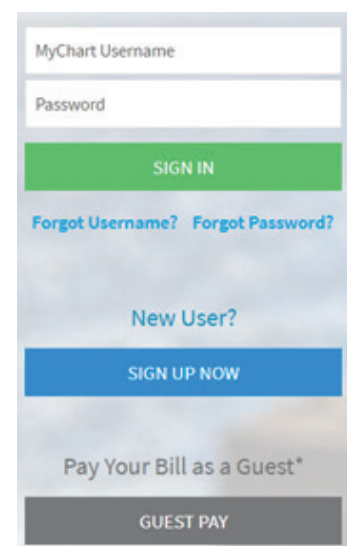 MyChart Username
Password
SIGN IN
Forgot Username? Forgot Password?
New User?
SIGN UP NOW
Pay Your Bill as a Guest*
GUEST PAY